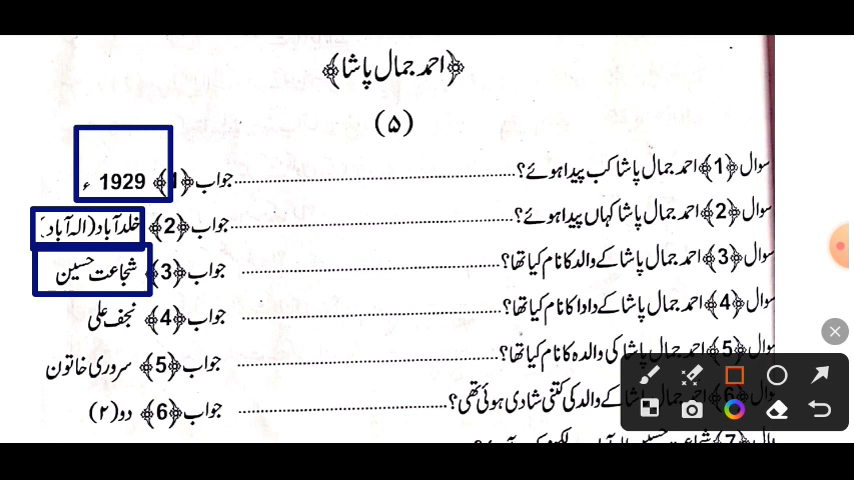 ﴿احمد جمال پاشا﴾
(۵)
سوال ﴿1﴾ احمد جمال پاشا کب پیدا ہوئے؟ جواب ﴿1﴾ 1929 ء
سوال ﴿2﴾ احمد جمال پاشا کہاں پیدا ہوئے؟ جواب ﴿2﴾ خلد آباد (الہ آباد)
سوال ﴿3﴾ احمد جمال پاشا کے والد کا نام کیا تھا؟ جواب ﴿3﴾ شجاعت حسین
سوال ﴿4﴾ احمد جمال پاشا کے دادا کا نام کیا تھا؟ جواب ﴿4﴾ نجف علی
سوال ﴿5﴾ احمد جمال پاشا کی والدہ کا نام کیا تھا؟ جواب ﴿5﴾ سروری خاتون
سوال ﴿6﴾ احمد جمال پاشا کے والد کی کتنی شادی ہوئی تھی؟ جواب ﴿6﴾ دو (۲)